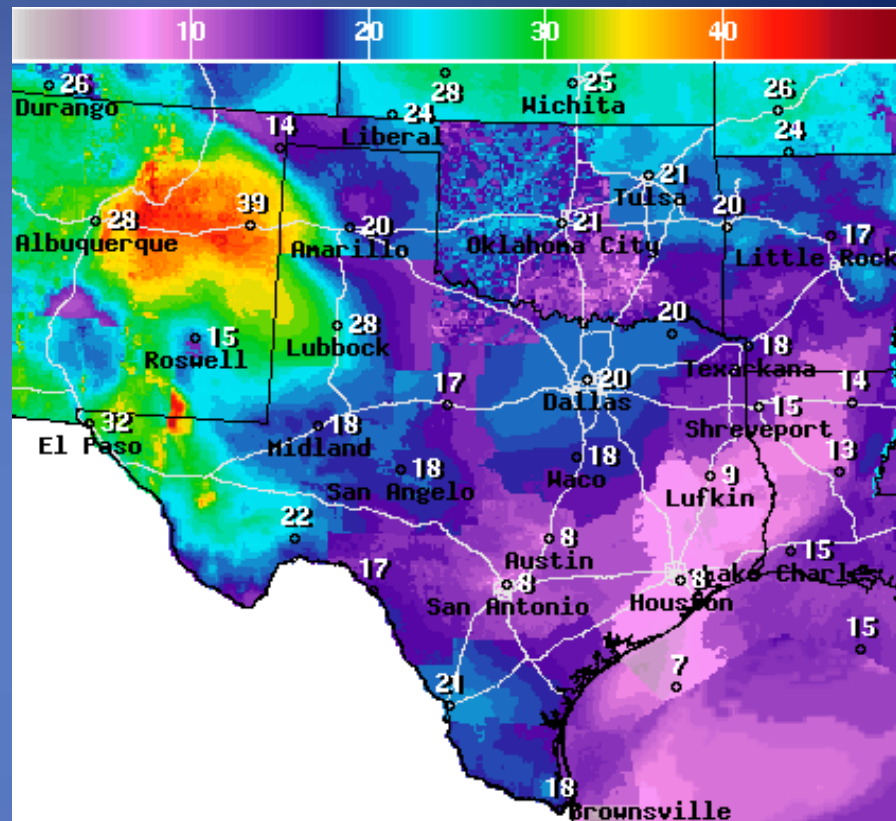 10 20 30 40
26 28 25 26
Durango Wichita
24 24
Liberal
14
21
Tulsa
28 39 20 21 20 17
Albuquerque Amarillo Oklahoma City Little Rock
15 28 20 18
Roswell Lubbock Texarkana
17 20 15 14
Dallas Shreveport
32 18
El Paso Midland
18 18 9 13
San Angelo Waco Lufkin
22 8 15
Austin
17 8 8 Lake Charles
San Antonio Houston
15
7
21
18
Brownsville